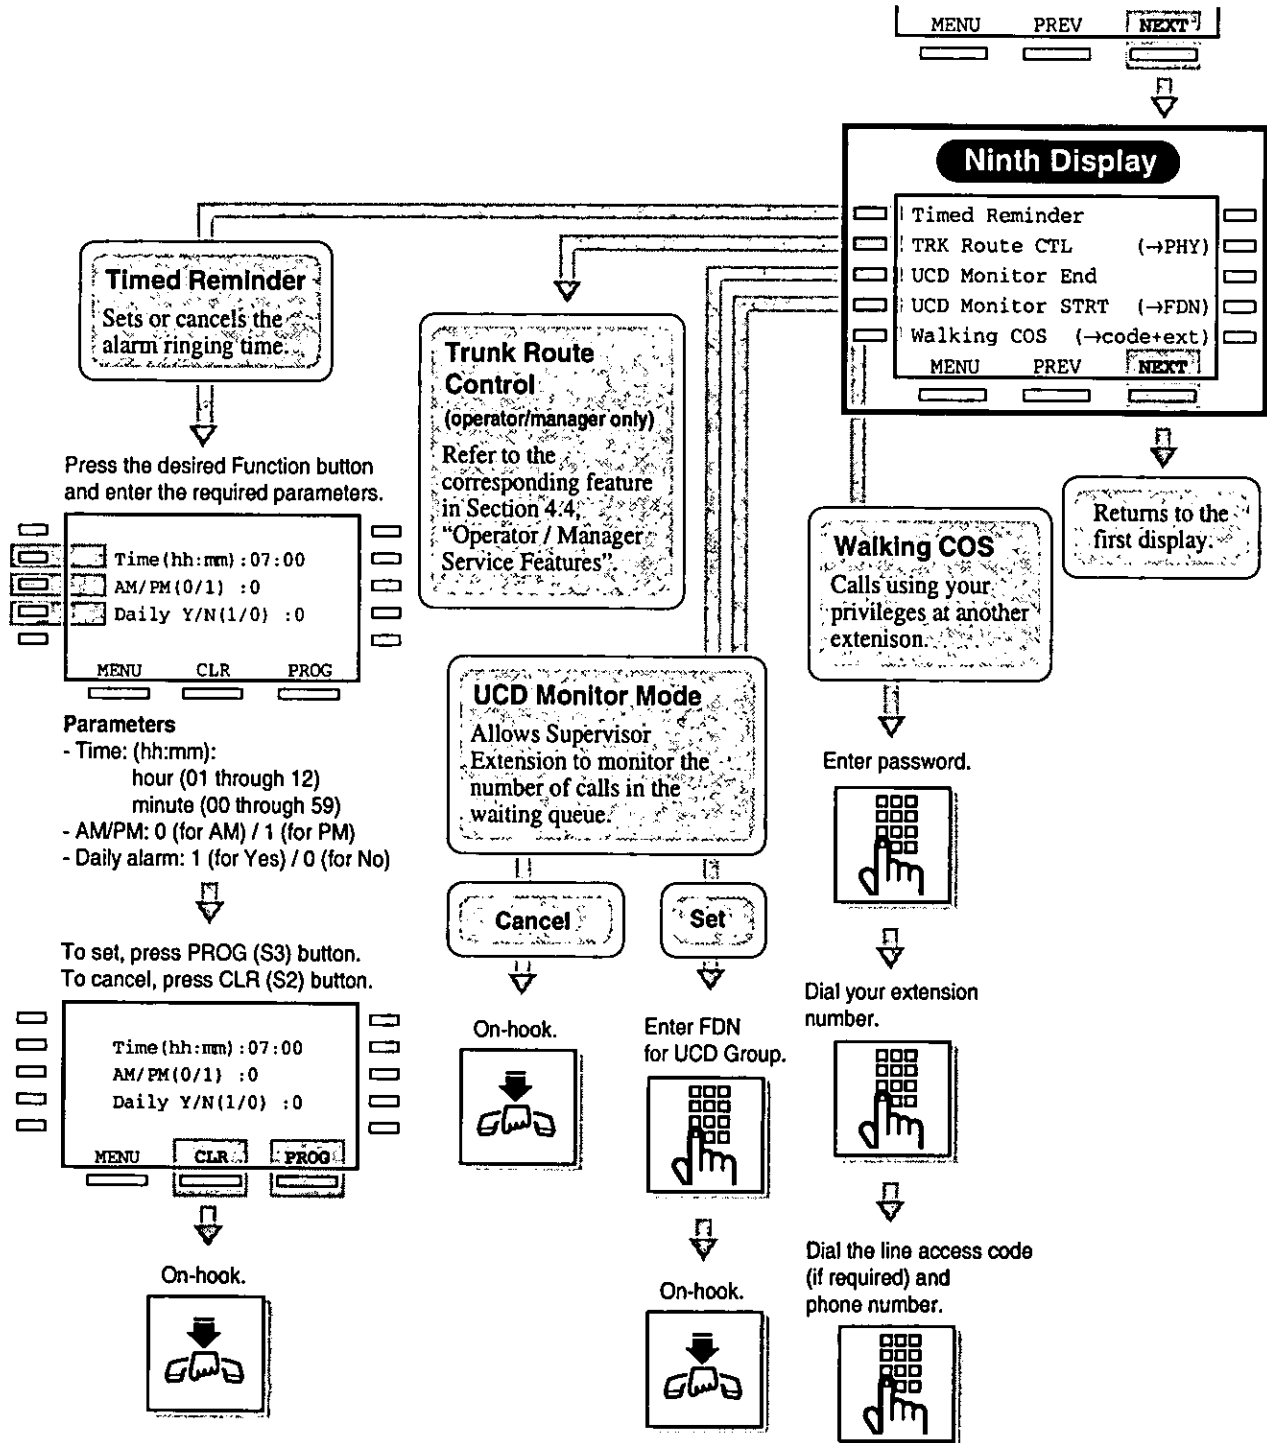 MENU PREV NEXT
Ninth Display
Timed Reminder
TRK Route CTL (→PHY)
UCD Monitor End
UCD Monitor STRT (→FDN)
Walking COS (→code+ext)
MENU PREV NEXT
Timed Reminder
Sets or cancels the
alarm ringing time.
Press the desired Function button
and enter the required parameters.
Time(hh:mm):07:00
AM/PM(0/1) :0
Daily Y/N(1/0) :0
MENU CLR PROG
Parameters
- Time: (hh:mm):
hour (01 through 12)
minute (00 through 59)
- AM/PM: 0 (for AM) / 1 (for PM)
- Daily alarm: 1 (for Yes) / 0 (for No)
To set, press PROG (S3) button.
To cancel, press CLR (S2) button.
Time(hh:mm):07:00
AM/PM(0/1) :0
Daily Y/N(1/0) :0
MENU CLR PROG
On-hook.
Trunk Route
Control
(operator/manager only)
Refer to the
corresponding feature
in Section 4.4,
“Operator / Manager
Service Features”.
UCD Monitor Mode
Allows Supervisor
Extension to monitor the
number of calls in the
waiting queue.
Cancel
On-hook.
Set
Enter FDN
for UCD Group.
On-hook.
Walking COS
Calls using your
privileges at another
extenison.
Enter password.
Dial your extension
number.
Dial the line access code
(if required) and
phone number.
Returns to the
first display.